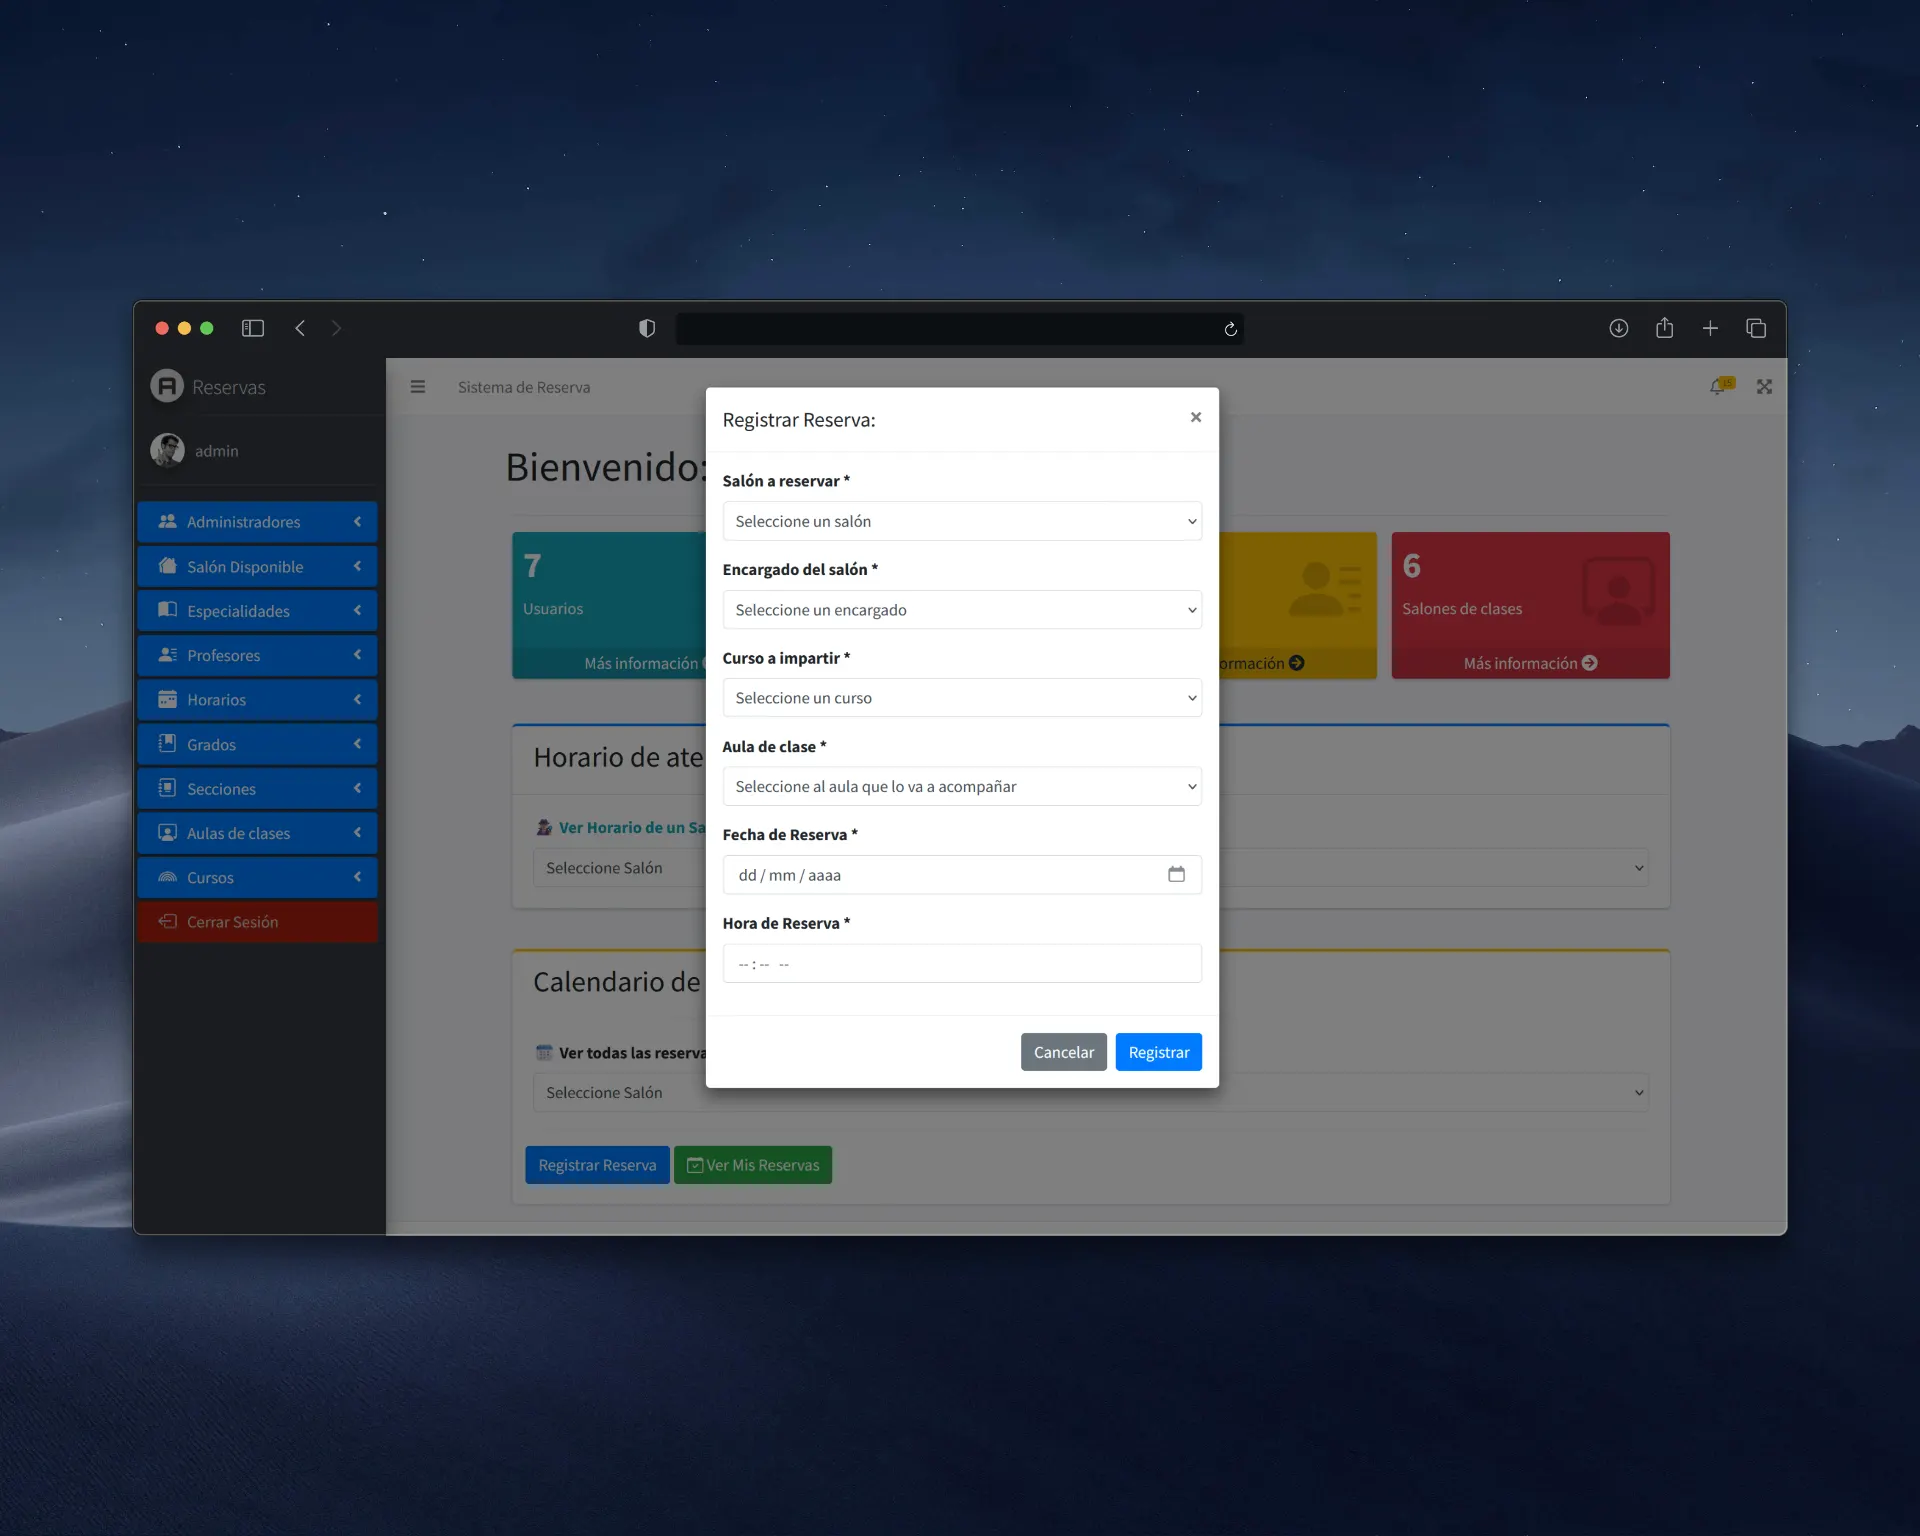 Reservas
admin
Administradores
Salón Disponible
Especialidades
Profesores
Horarios
Grados
Secciones
Aulas de clases
Cursos
Cerrar Sesión
Sistema de Reserva
15
Bienvenido:
7
Usuarios
Más información
ormación
6
Salones de clases
Más información
Horario de ate
Ver Horario de un Sa
Seleccione Salón
Calendario de
Ver todas las reserva
Seleccione Salón
Registrar Reserva
Ver Mis Reservas
Registrar Reserva:
×
Salón a reservar *
Seleccione un salón
Encargado del salón *
Seleccione un encargado
Curso a impartir *
Seleccione un curso
Aula de clase *
Seleccione al aula que lo va a acompañar
Fecha de Reserva *
dd / mm / aaaa
Hora de Reserva *
-- : -- --
Cancelar
Registrar